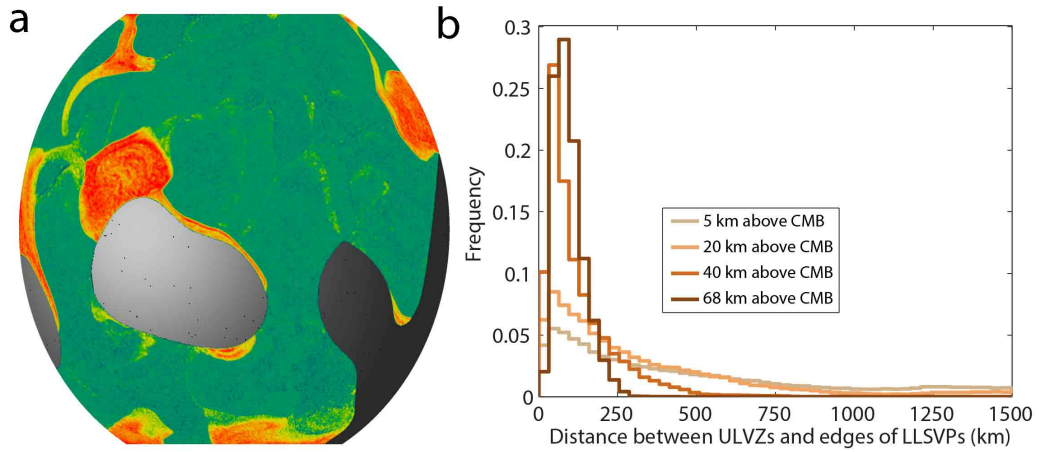 a
b
0.3
0.25
0.2
0.15
0.1
0.05
0
Frequency
5 km above CMB
20 km above CMB
40 km above CMB
68 km above CMB
0 250 500 750 1000 1250 1500
Distance between ULVZs and edges of LLSVPs (km)